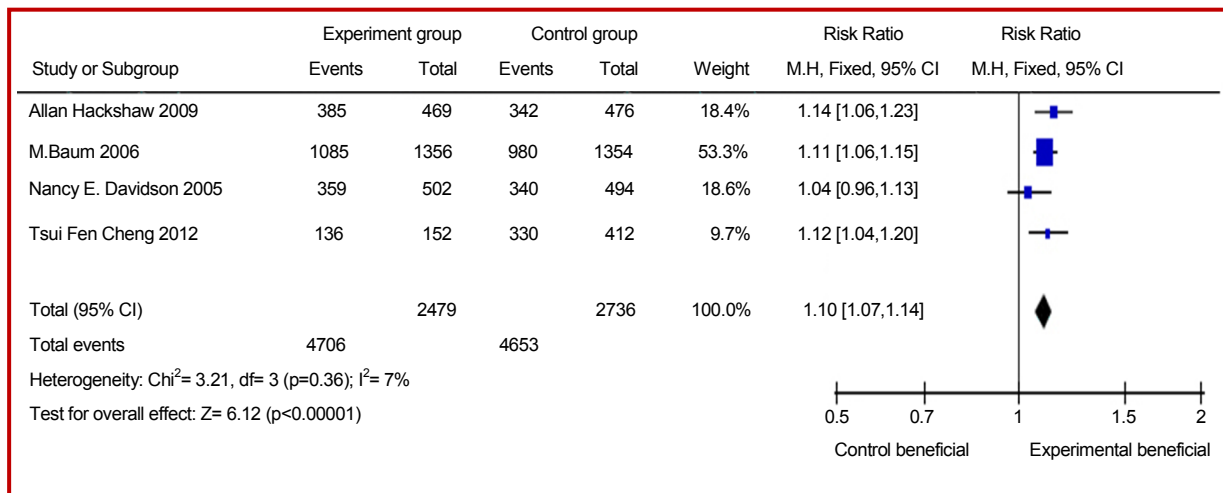 Experiment group Control group Risk Ratio Risk Ratio
Study or Subgroup Events Total Events Total Weight M.H, Fixed, 95% CI M.H, Fixed, 95% CI
Allan Hackshaw 2009 385 469 342 476 18.4% 1.14 [1.06,1.23]
M.Baum 2006 1085 1356 980 1354 53.3% 1.11 [1.06,1.15]
Nancy E. Davidson 2005 359 502 340 494 18.6% 1.04 [0.96,1.13]
Tsui Fen Cheng 2012 136 152 330 412 9.7% 1.12 [1.04,1.20]
Total (95% CI) 2479 2736 100.0% 1.10 [1.07,1.14]
Total events 4706 4653
Heterogeneity: Chi²= 3.21, df= 3 (p=0.36); I²= 7%
Test for overall effect: Z= 6.12 (p<0.00001)
0.5 0.7 1 1.5 2
Control beneficial Experimental beneficial